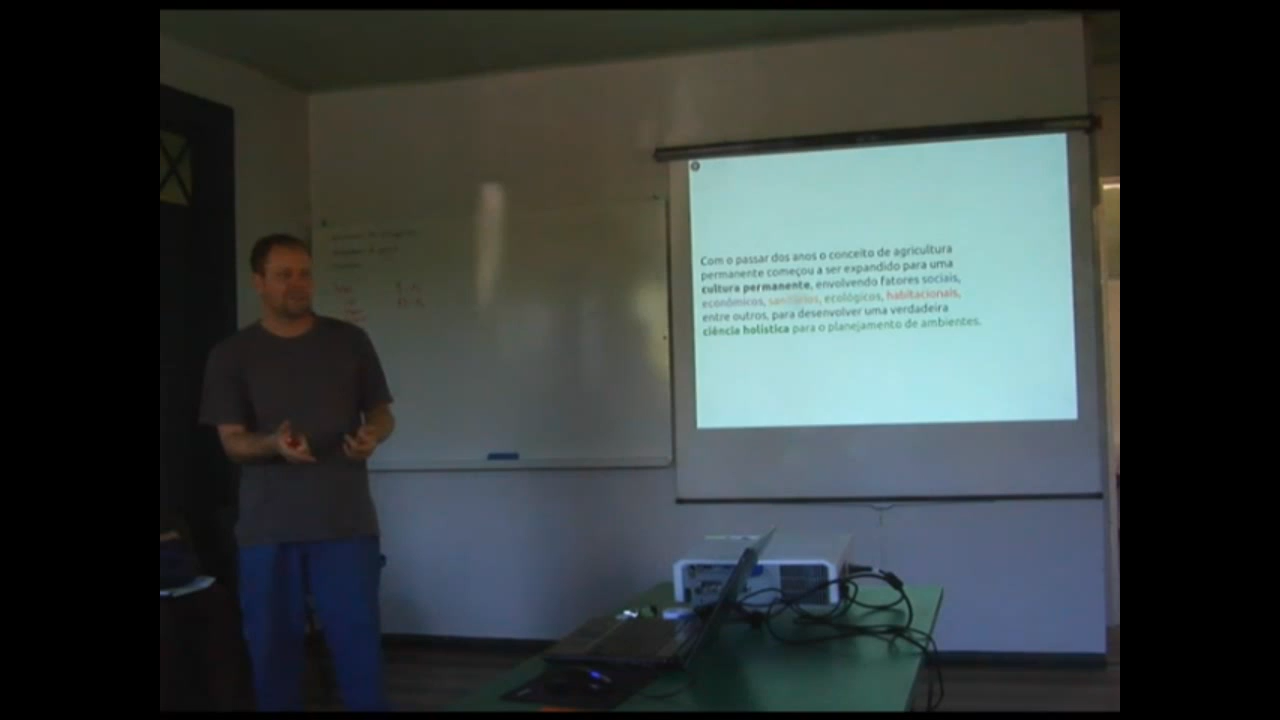 Com o passar dos anos o conceito de agricultura
permanente começou a ser expandido para uma
cultura permanente, envolvendo fatores sociais,
econômicos, sanitários, ecológicos, habitacionais,
entre outros, para desenvolver uma verdadeira
ciência holística para o planejamento de ambientes.